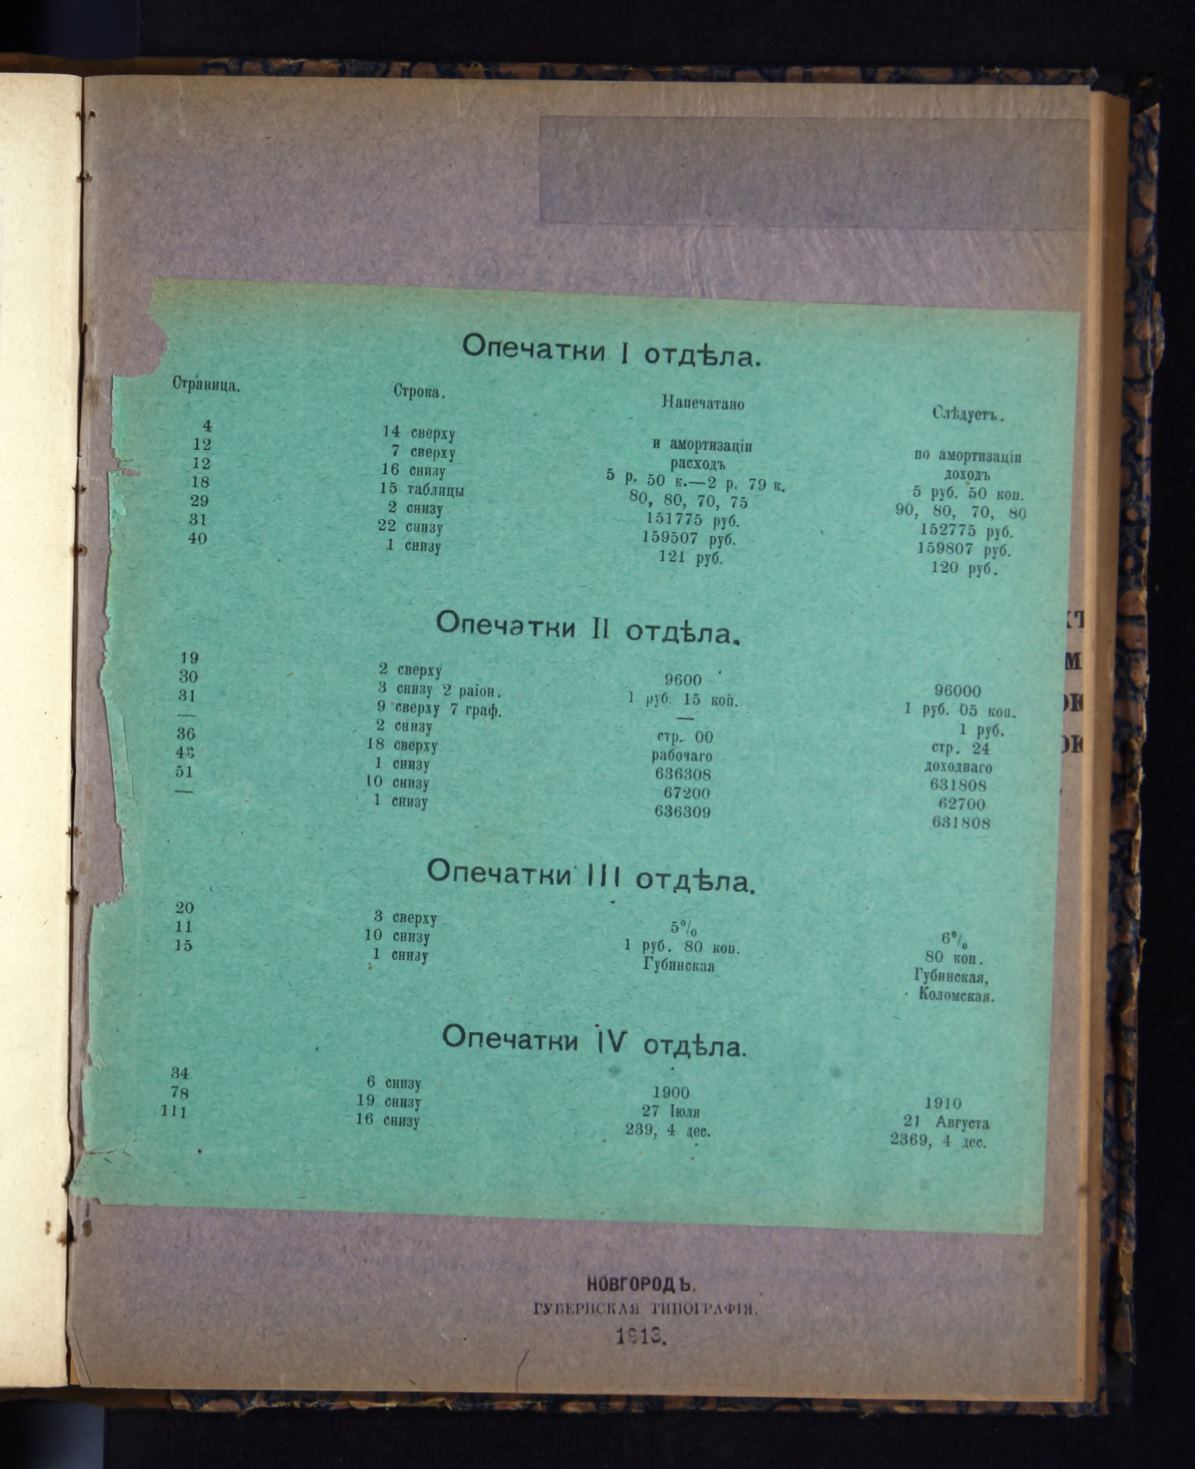 Опечатки I отдѣла.
Страница. Строка. Напечатано Слѣдуетъ.
4 14 сверху и амортизаціи по амортизаціи
12 7 сверху расходъ доходъ
12 16 снизу 5 р. 50 к.—2 р. 79 к. 5 руб. 50 коп.
18 15 таблицы 80, 80, 70, 75 90, 80, 70, 80
29 2 снизу 151775 руб. 152775 руб.
31 22 снизу 159507 руб. 159807 руб.
40 1 снизу 121 руб. 120 руб.
Опечатки II отдѣла.
19 2 сверху 9600 96000
30 3 снизу 2 раіон. 1 руб. 15 коп. 1 руб. 05 коп.
31 9 сверху 7 граф. — 1 руб.
— 2 снизу стр. 00 стр. 24
36 18 сверху рабочаго доходнаго
1 снизу 636308 631808
51 10 снизу 67200 62700
— 1 снизу 636309 631808
Опечатки III отдѣла.
20 3 сверху 5% 6%
11 10 снизу 1 руб. 80 коп. 80 коп.
15 1 снизу Губинская Губинская,
Коломская.
Опечатки IV отдѣла.
34 6 снизу 1900 1910
78 19 снизу 27 Іюля 21 Августа
111 16 снизу 239, 4 дес. 2369, 4 дес.
НОВГОРОДЪ.
ГУБЕРНСКАЯ ТИПОГРАФІЯ.
1913.